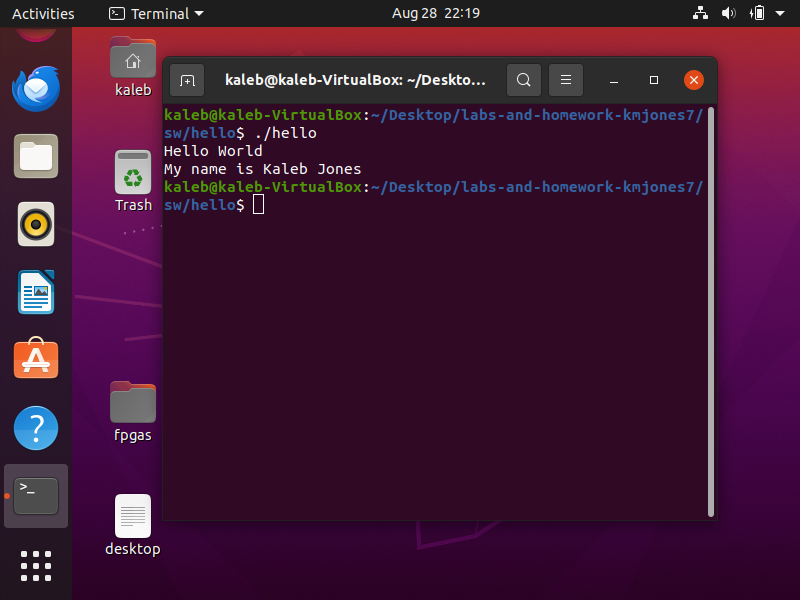 Activities
Terminal
Aug 28 22:19
kaleb
Trash
fpgas
desktop
kaleb@kaleb-VirtualBox: ~/Deskto...
kaleb@kaleb-VirtualBox:~/Desktop/labs-and-homework-kmjones7/
sw/hello$ ./hello
Hello World
My name is Kaleb Jones
kaleb@kaleb-VirtualBox:~/Desktop/labs-and-homework-kmjones7/
sw/hello$